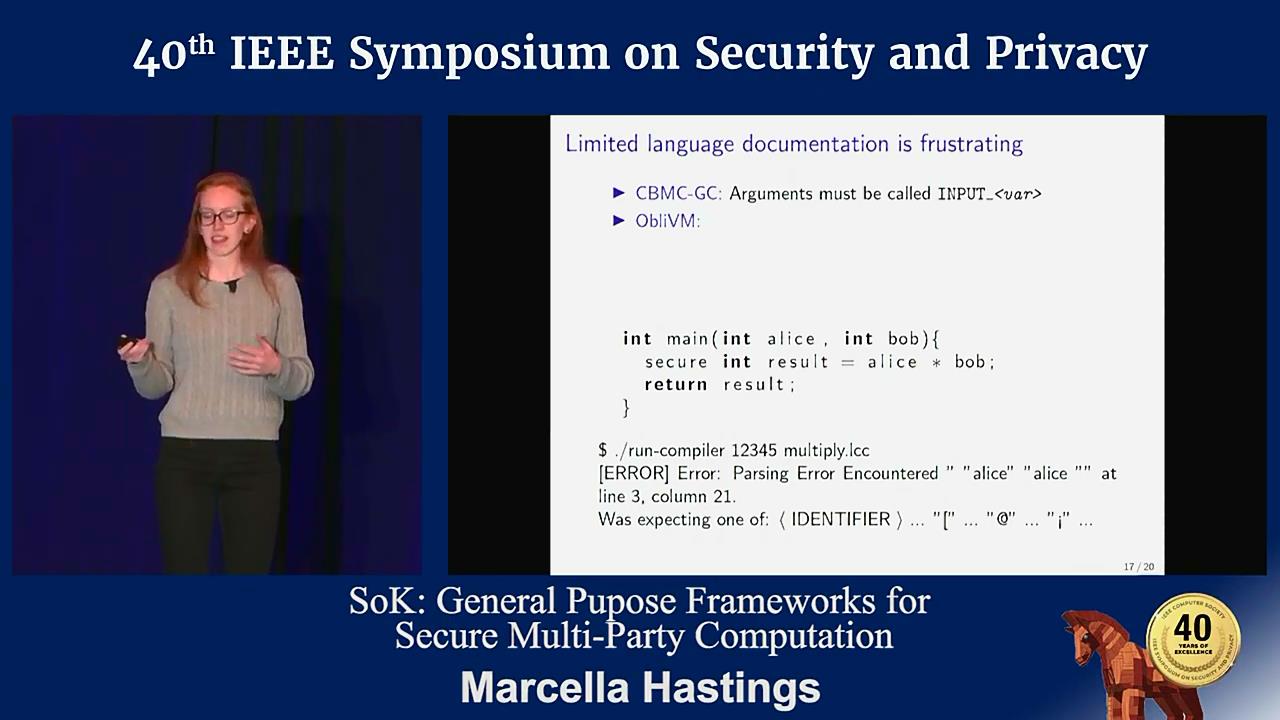 40th IEEE Symposium on Security and Privacy
Limited language documentation is frustrating
► CBMC-GC: Arguments must be called INPUT_<var>
► ObliVM:
int main(int alice , int bob){
secure int result = alice * bob;
return result;
}
$ ./run-compiler 12345 multiply.lcc
[ERROR] Error: Parsing Error Encountered " "alice" "alice "" at
line 3, column 21.
Was expecting one of: ⟨ IDENTIFIER ⟩ ... "[" ... "@" ... "¡" ...
17 / 20
SoK: General Pupose Frameworks for
Secure Multi-Party Computation
Marcella Hastings
IEEE COMPUTER SOCIETY
40
YEARS OF
EXCELLENCE
IEEE SYMPOSIUM ON SECURITY AND PRIVACY